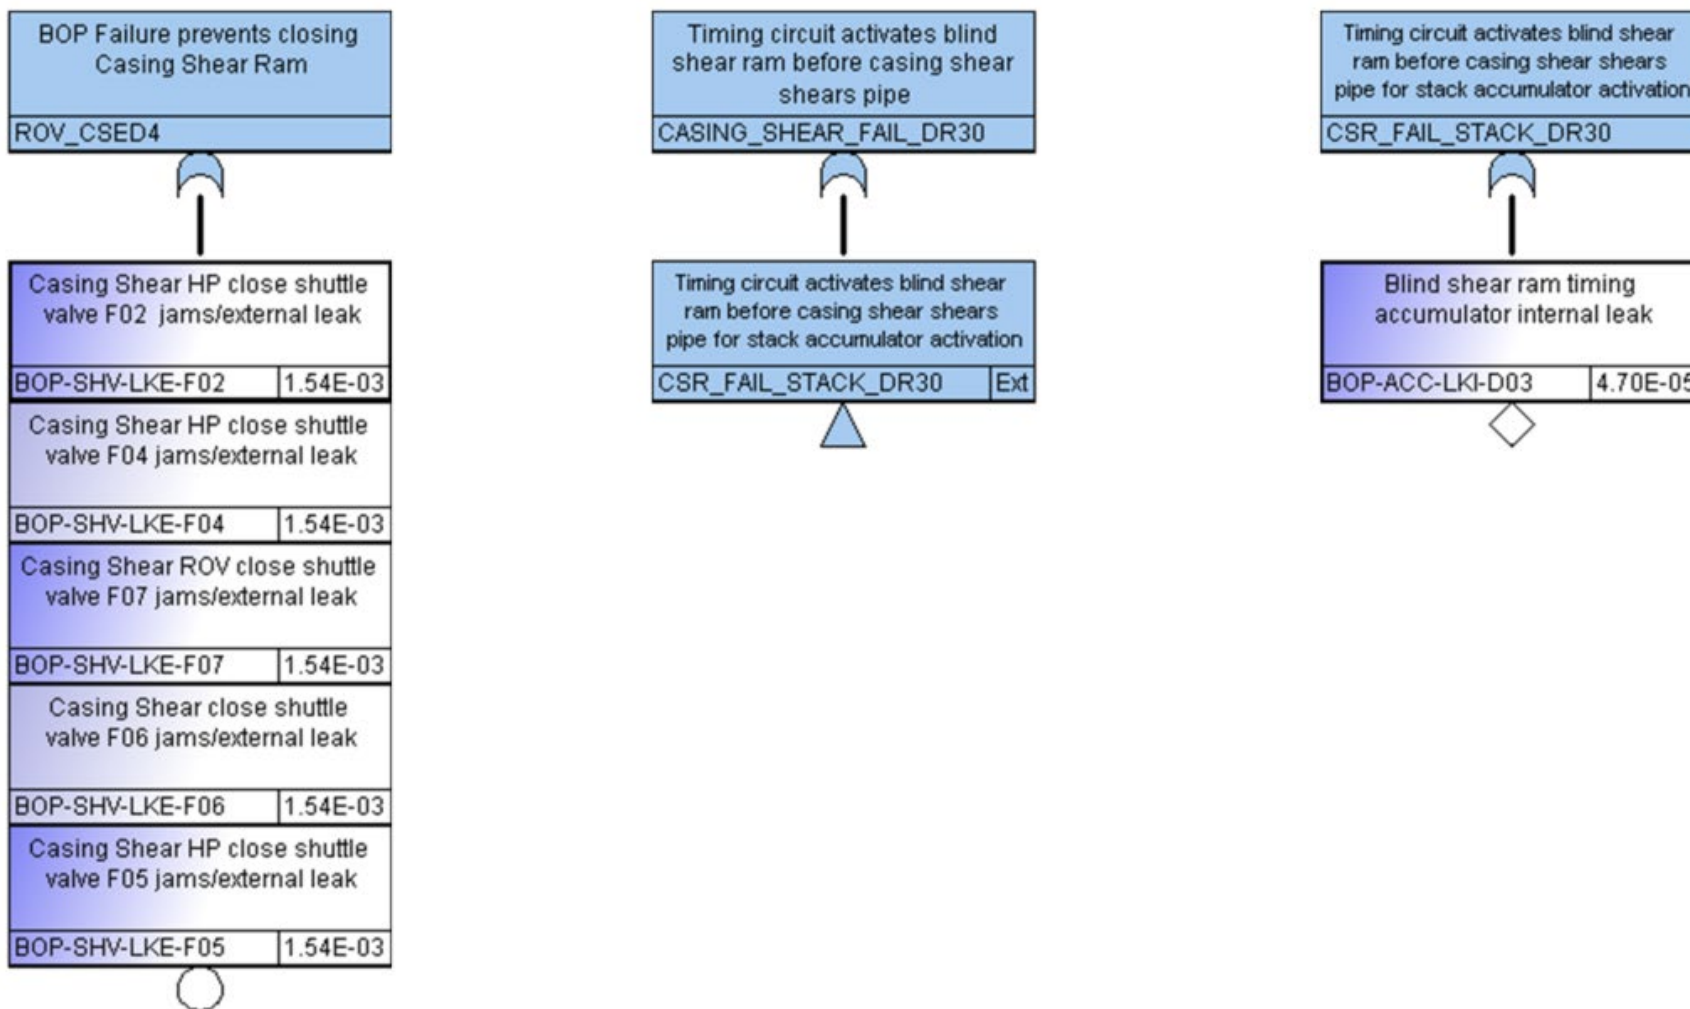 BOP Failure prevents closing
Casing Shear Ram
ROV_CSED4
Casing Shear HP close shuttle
valve F02 jams/external leak
BOP-SHV-LKE-F02 1.54E-03
Casing Shear HP close shuttle
valve F04 jams/external leak
BOP-SHV-LKE-F04 1.54E-03
Casing Shear ROV close shuttle
valve F07 jams/external leak
BOP-SHV-LKE-F07 1.54E-03
Casing Shear close shuttle
valve F06 jams/external leak
BOP-SHV-LKE-F06 1.54E-03
Casing Shear HP close shuttle
valve F05 jams/external leak
BOP-SHV-LKE-F05 1.54E-03
Timing circuit activates blind
shear ram before casing shear
shears pipe
CASING_SHEAR_FAIL_DR30
Timing circuit activates blind shear
ram before casing shear shears
pipe for stack accumulator activation
CSR_FAIL_STACK_DR30 Ext
Timing circuit activates blind shear
ram before casing shear shears
pipe for stack accumulator activation
CSR_FAIL_STACK_DR30
Blind shear ram timing
accumulator internal leak
BOP-ACC-LKI-D03 4.70E-05